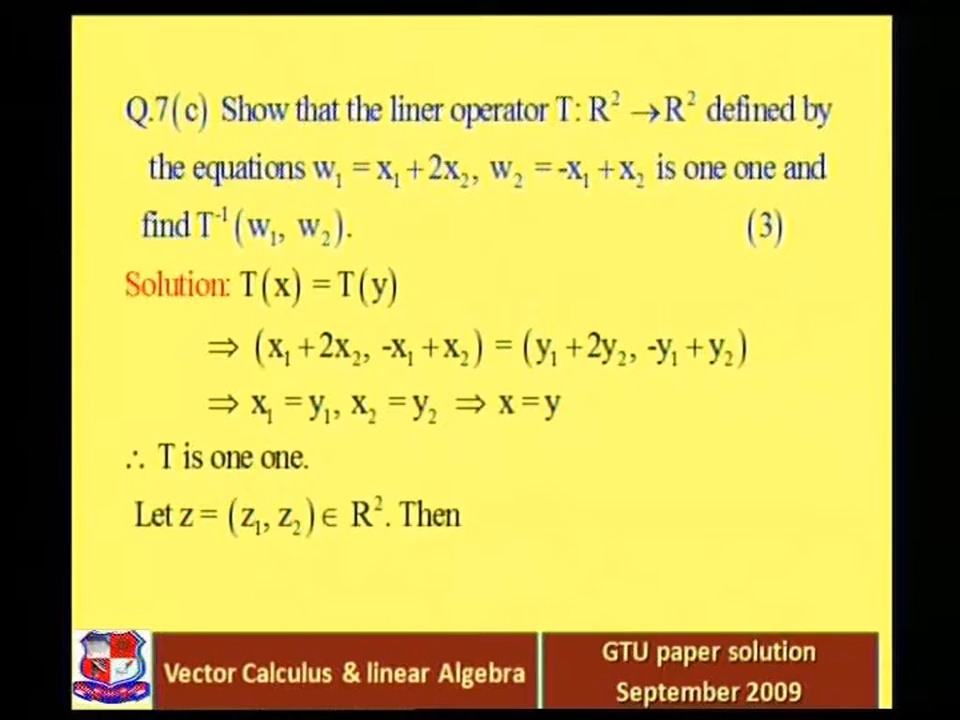 Q.7(c) Show that the liner operator T: R² → R² defined by
the equations w₁ = x₁ + 2x₂, w₂ = -x₁ + x₂ is one one and
find T⁻¹(w₁, w₂). (3)
Solution: T(x) = T(y)
⇒ (x₁ + 2x₂, -x₁ + x₂) = (y₁ + 2y₂, -y₁ + y₂)
⇒ x₁ = y₁, x₂ = y₂ ⇒ x = y
∴ T is one one.
Let z = (z₁, z₂) ∈ R². Then
Vector Calculus & linear Algebra
GTU paper solution
September 2009